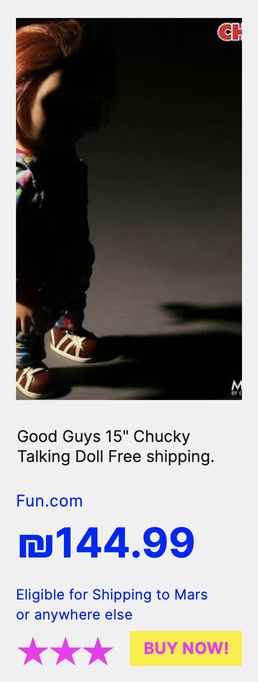 CH
Good Guys 15" Chucky
Talking Doll Free shipping.
Fun.com
₪144.99
Eligible for Shipping to Mars
or anywhere else
BUY NOW!